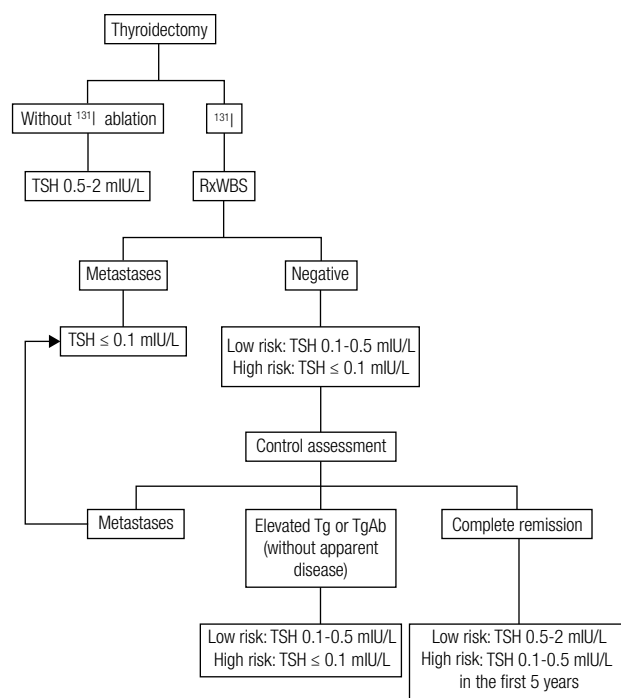 Thyroidectomy
Without ¹³¹I ablation
¹³¹I
TSH 0.5-2 mIU/L
RxWBS
Metastases
Negative
TSH ≤ 0.1 mIU/L
Low risk: TSH 0.1-0.5 mIU/L
High risk: TSH ≤ 0.1 mIU/L
Control assessment
Metastases
Elevated Tg or TgAb
(without apparent
disease)
Complete remission
Low risk: TSH 0.1-0.5 mIU/L
High risk: TSH ≤ 0.1 mIU/L
Low risk: TSH 0.5-2 mIU/L
High risk: TSH 0.1-0.5 mIU/L
in the first 5 years